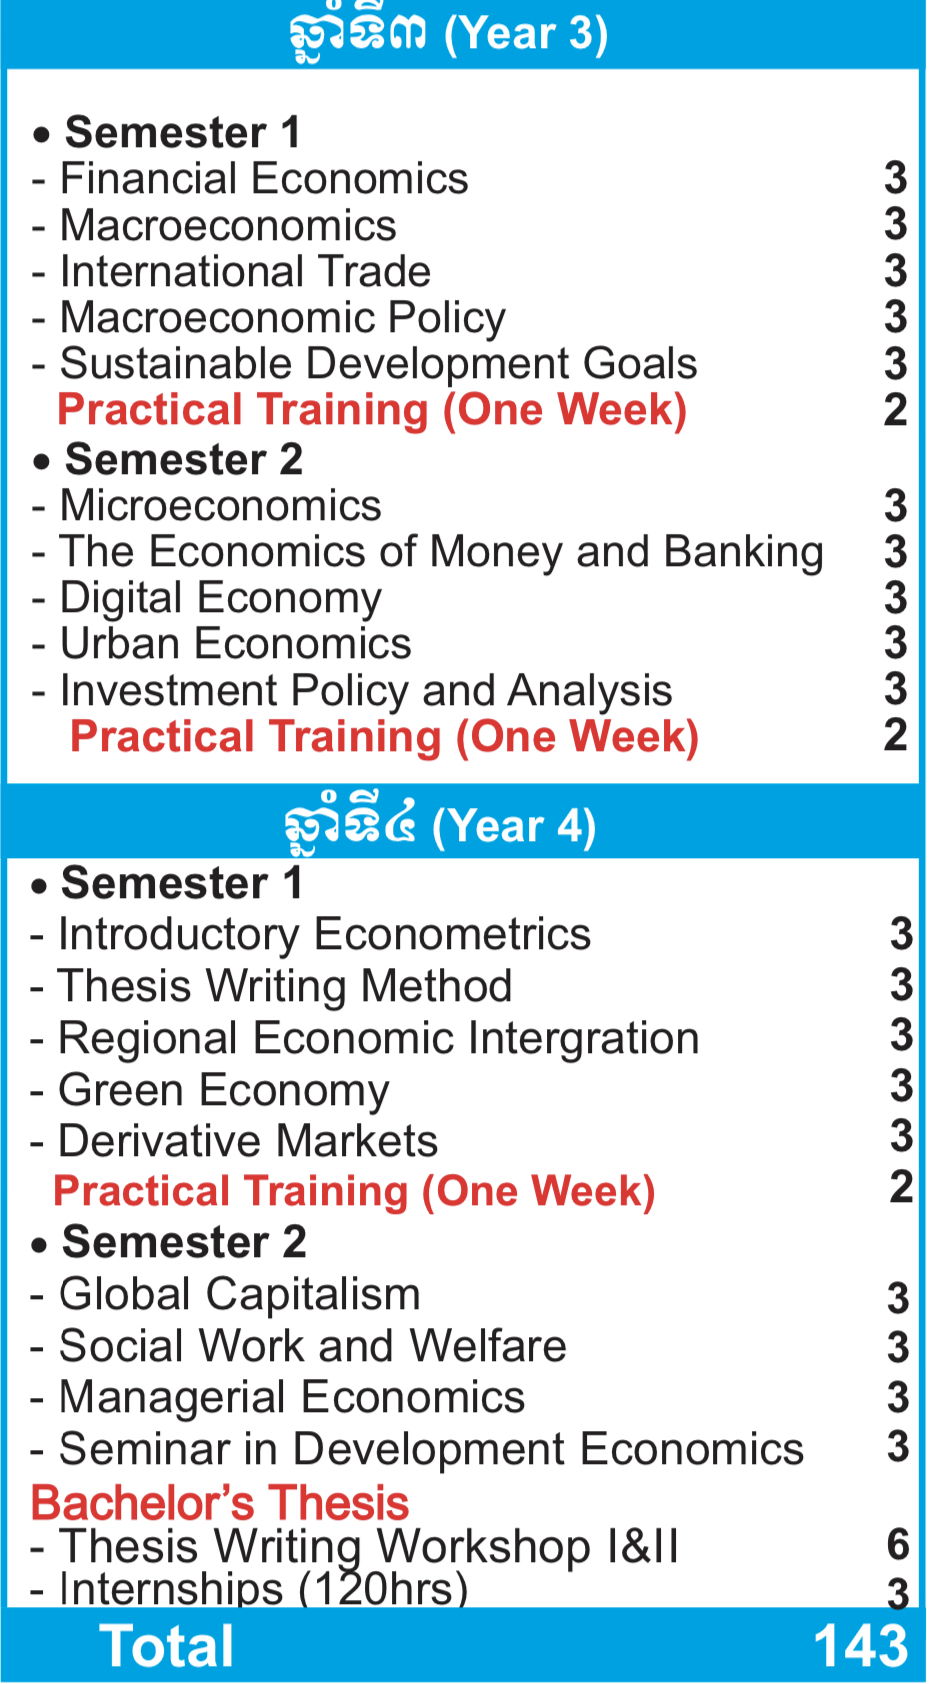 ឆ្នាំទី៣ (Year 3)
• Semester 1
- Financial Economics 3
- Macroeconomics 3
- International Trade 3
- Macroeconomic Policy 3
- Sustainable Development Goals 3
Practical Training (One Week) 2
• Semester 2
- Microeconomics 3
- The Economics of Money and Banking 3
- Digital Economy 3
- Urban Economics 3
- Investment Policy and Analysis 3
Practical Training (One Week) 2
ឆ្នាំទី៤ (Year 4)
• Semester 1
- Introductory Econometrics 3
- Thesis Writing Method 3
- Regional Economic Intergration 3
- Green Economy 3
- Derivative Markets 3
Practical Training (One Week) 2
• Semester 2
- Global Capitalism 3
- Social Work and Welfare 3
- Managerial Economics 3
- Seminar in Development Economics 3
Bachelor’s Thesis
- Thesis Writing Workshop I&II 6
- Internships (120hrs) 3
Total 143